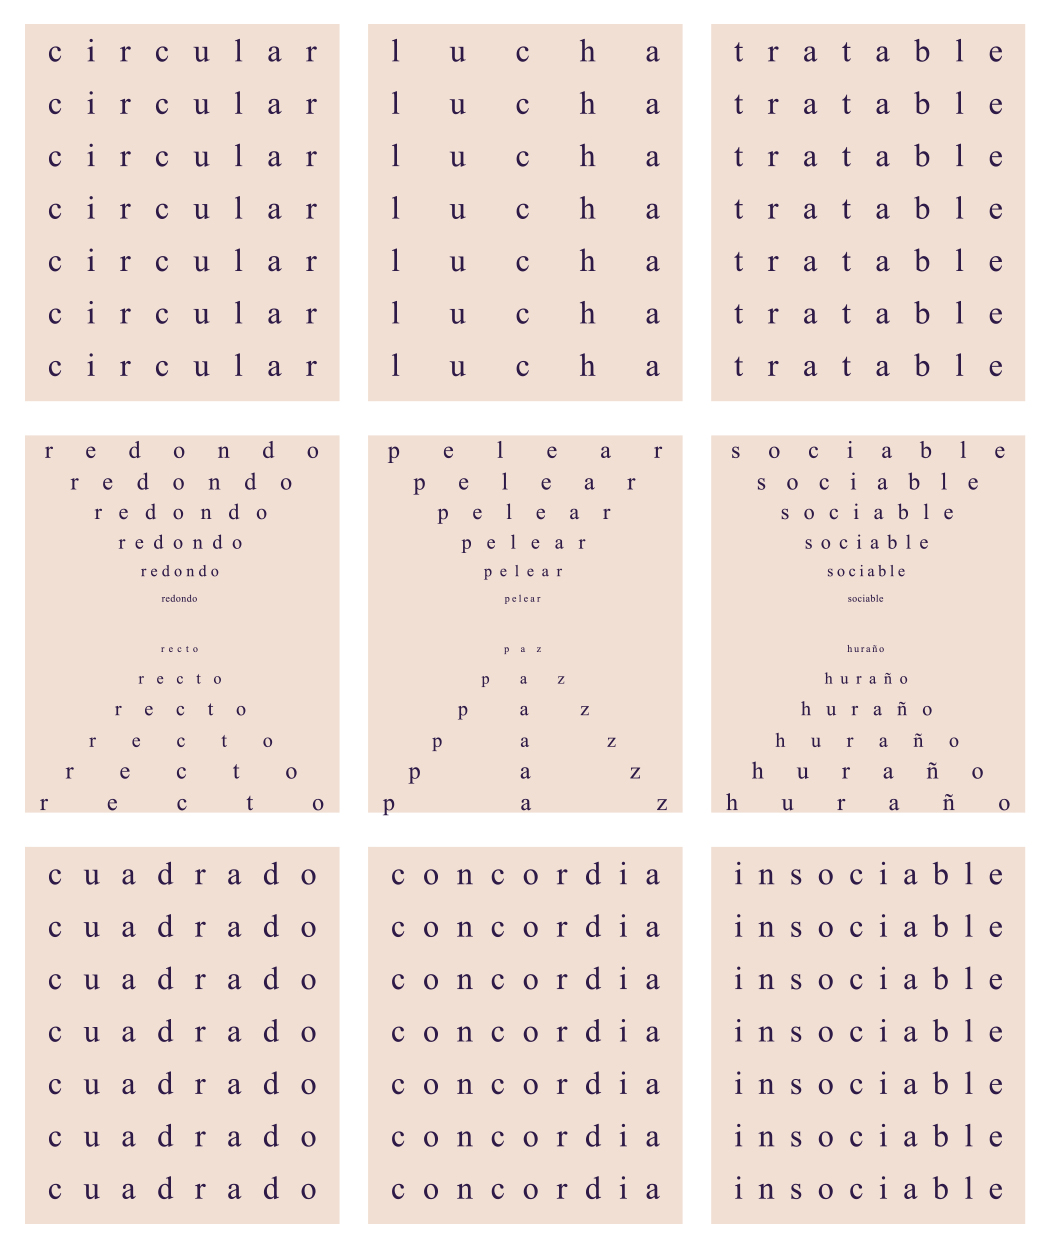 circular
circular
circular
circular
circular
circular
circular
lucha
lucha
lucha
lucha
lucha
lucha
lucha
tratable
tratable
tratable
tratable
tratable
tratable
tratable
redondo
redondo
redondo
redondo
redondo
redondo
recto
recto
recto
recto
recto
recto
pelear
pelear
pelear
pelear
pelear
pelear
paz
paz
paz
paz
paz
paz
sociable
sociable
sociable
sociable
sociable
sociable
huraño
huraño
huraño
huraño
huraño
huraño
cuadrado
cuadrado
cuadrado
cuadrado
cuadrado
cuadrado
cuadrado
concordia
concordia
concordia
concordia
concordia
concordia
concordia
insociable
insociable
insociable
insociable
insociable
insociable
insociable